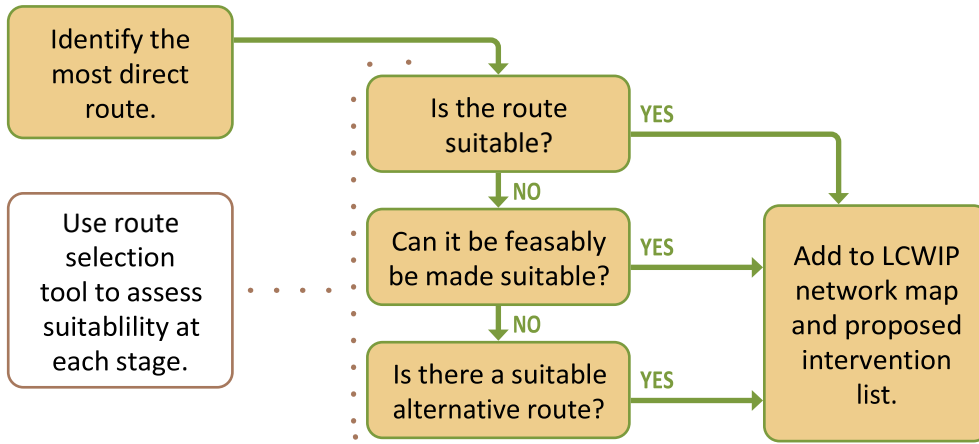 Identify the
most direct
route.
Is the route
suitable?
YES
NO
Use route
selection
tool to assess
suitablility at
each stage.
Can it be feasably
be made suitable?
YES
Add to LCWIP
network map
and proposed
intervention
list.
NO
Is there a suitable
alternative route?
YES